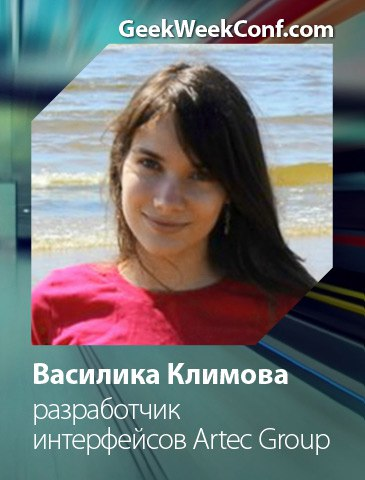 GeekWeekConf.com
Василика Климова
разработчик
интерфейсов Artec Group